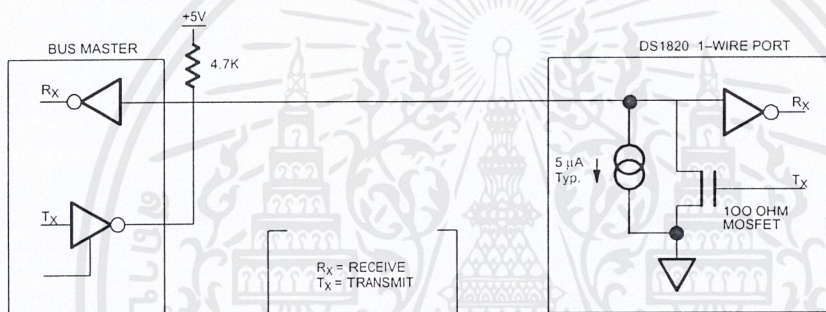 +5V
BUS MASTER
4.7K
DS1820 1–WIRE PORT
RX
RX
5 µA
Typ.
TX
TX
100 OHM
MOSFET
RX = RECEIVE
TX = TRANSMIT